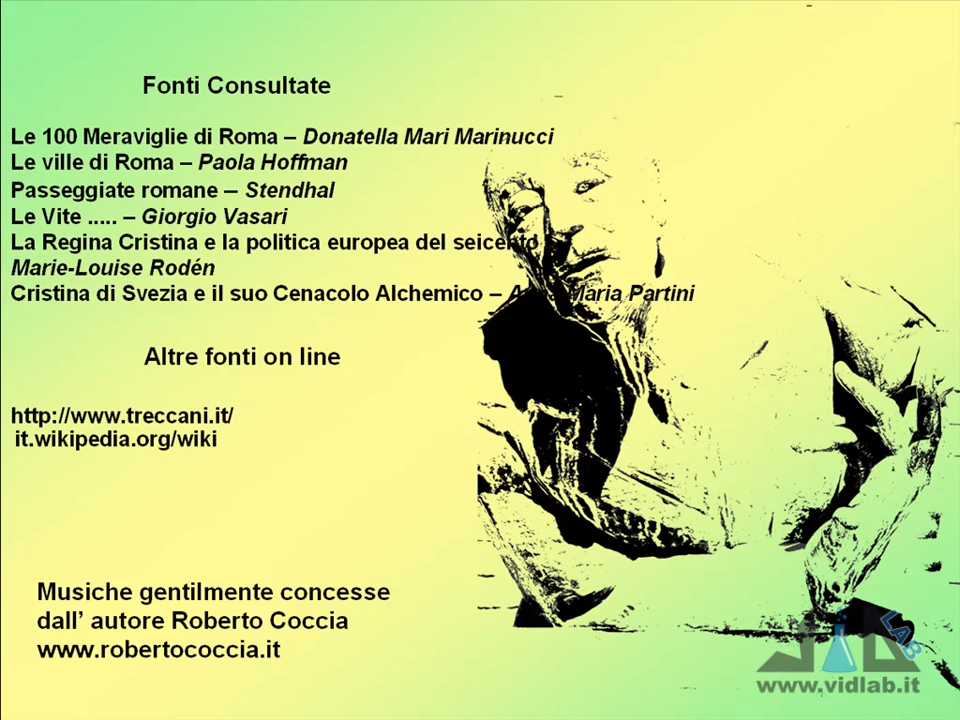 Fonti Consultate
Le 100 Meraviglie di Roma – Donatella Mari Marinucci
Le ville di Roma – Paola Hoffman
Passeggiate romane – Stendhal
Le Vite ..... – Giorgio Vasari
La Regina Cristina e la politica europea del seicento
Marie-Louise Rodén
Cristina di Svezia e il suo Cenacolo Alchemico – Anna Maria Partini
Altre fonti on line
http://www.treccani.it/
it.wikipedia.org/wiki
Musiche gentilmente concesse
dall’ autore Roberto Coccia
www.robertococcia.it
LAB
www.vidlab.it